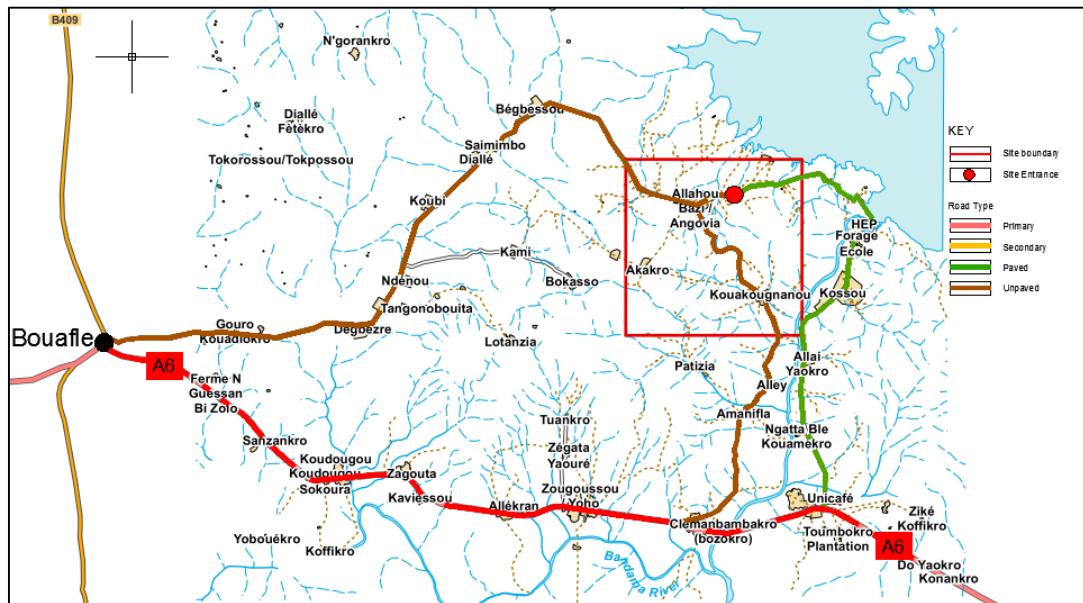 B409
N'gorankro
Bégbessou
Diallé
Fètèkro
Saimimbo
Diallé
Tokorossou/Tokpossou
Koubi
Allahou
Bazi /
Angovia
HEP
Forage
Ecole
Kami
Akakro
Ndénou
Bokasso
Kossou
Kouakougnanou
Tangonobouita
Gouro
Kouadiokro
Degbezre
Bouafle
Lotanzia
A6
Allai
Yaokro
Patizia
Ferme N
Guessan
Bi Zolo
Alley
Amanifla
Tuankro
Ngatta Ble
Kouamekro
Sanzankro
Zégata
Yaouré
Koudougou
Koudougou
Sokoura
Zagouta
Kaviessou
Zougoussou
Yoho
Unicafé
Allékran
Ziké
Koffikro
Clemanbambakro
(bozokro)
Toumbokro
Plantation
Yobouékro
Koffikro
A6
Bandama River
Do Yaokro
Konankro
KEY
Site boundary
Site Entrance
Road Type
Primary
Secondary
Paved
Unpaved